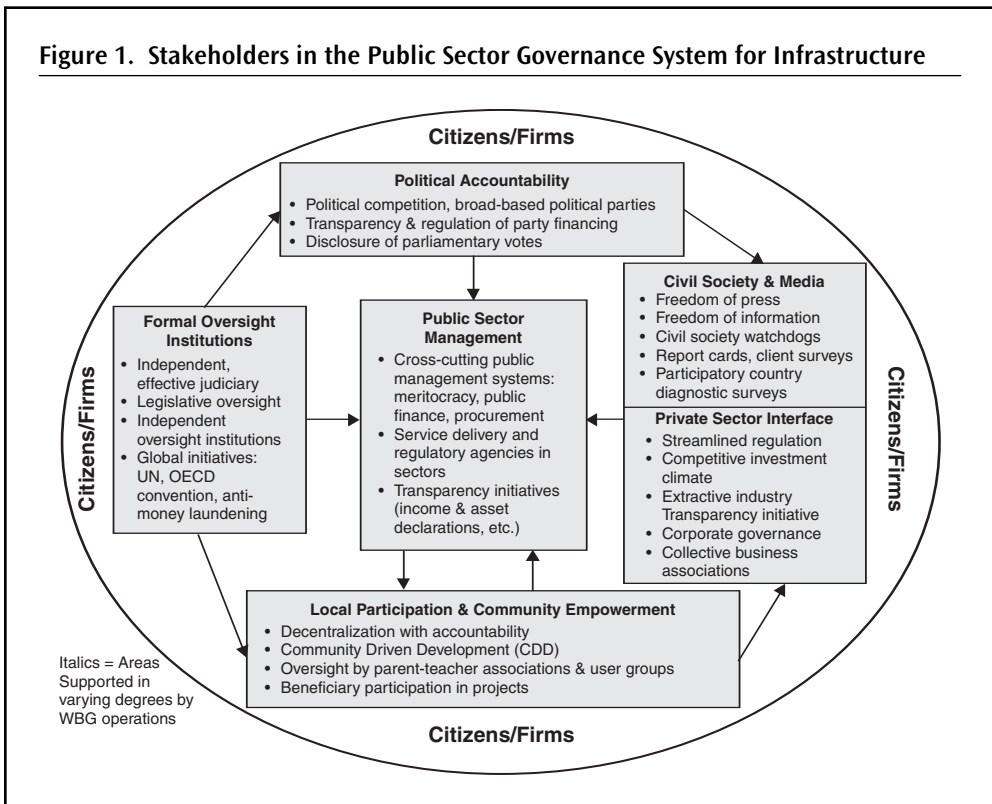 Figure 1. Stakeholders in the Public Sector Governance System for Infrastructure
Citizens/Firms
Political Accountability
• Political competition, broad-based political parties
• Transparency & regulation of party financing
• Disclosure of parliamentary votes
Citizens/Firms
Formal Oversight
Institutions
• Independent,
effective judiciary
• Legislative oversight
• Independent
oversight institutions
• Global initiatives:
UN, OECD
convention, anti-
money laundening
Public Sector
Management
• Cross-cutting public
management systems:
meritocracy, public
finance, procurement
• Service delivery and
regulatory agencies in
sectors
• Transparency initiatives
(income & asset
declarations, etc.)
Civil Society & Media
• Freedom of press
• Freedom of information
• Civil society watchdogs
• Report cards, client surveys
• Participatory country
diagnostic surveys
Private Sector Interface
• Streamlined regulation
• Competitive investment
climate
• Extractive industry
Transparency initiative
• Corporate governance
• Collective business
associations
Citizens/Firms
Local Participation & Community Empowerment
• Decentralization with accountability
• Community Driven Development (CDD)
• Oversight by parent-teacher associations & user groups
• Beneficiary participation in projects
Italics = Areas
Supported in
varying degrees by
WBG operations
Citizens/Firms